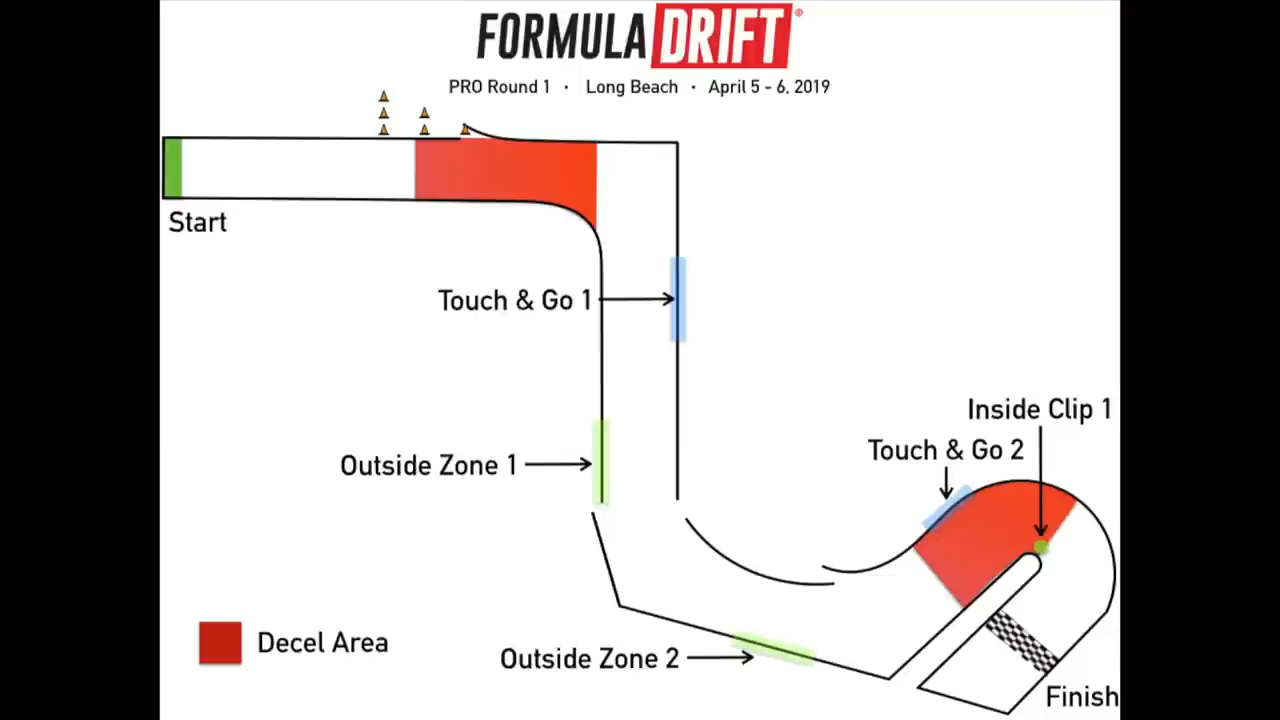 FORMULA DRIFT®
PRO Round 1 · Long Beach · April 5 - 6, 2019
Start
Touch & Go 1
Inside Clip 1
Touch & Go 2
Outside Zone 1
Decel Area
Outside Zone 2
Finish